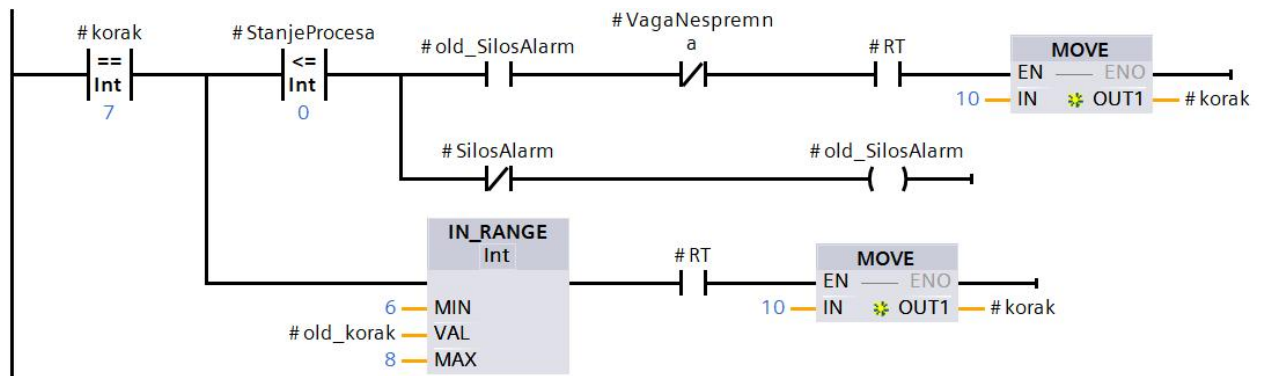 #korak
==
Int
7
#StanjeProcesa
<=
Int
0
#old_SilosAlarm
#VagaNespremn
a
#RT
MOVE
EN ENO
10 IN OUT1 #korak
#SilosAlarm
#old_SilosAlarm
IN_RANGE
Int
6 MIN
#old_korak VAL
8 MAX
#RT
MOVE
EN ENO
10 IN OUT1 #korak